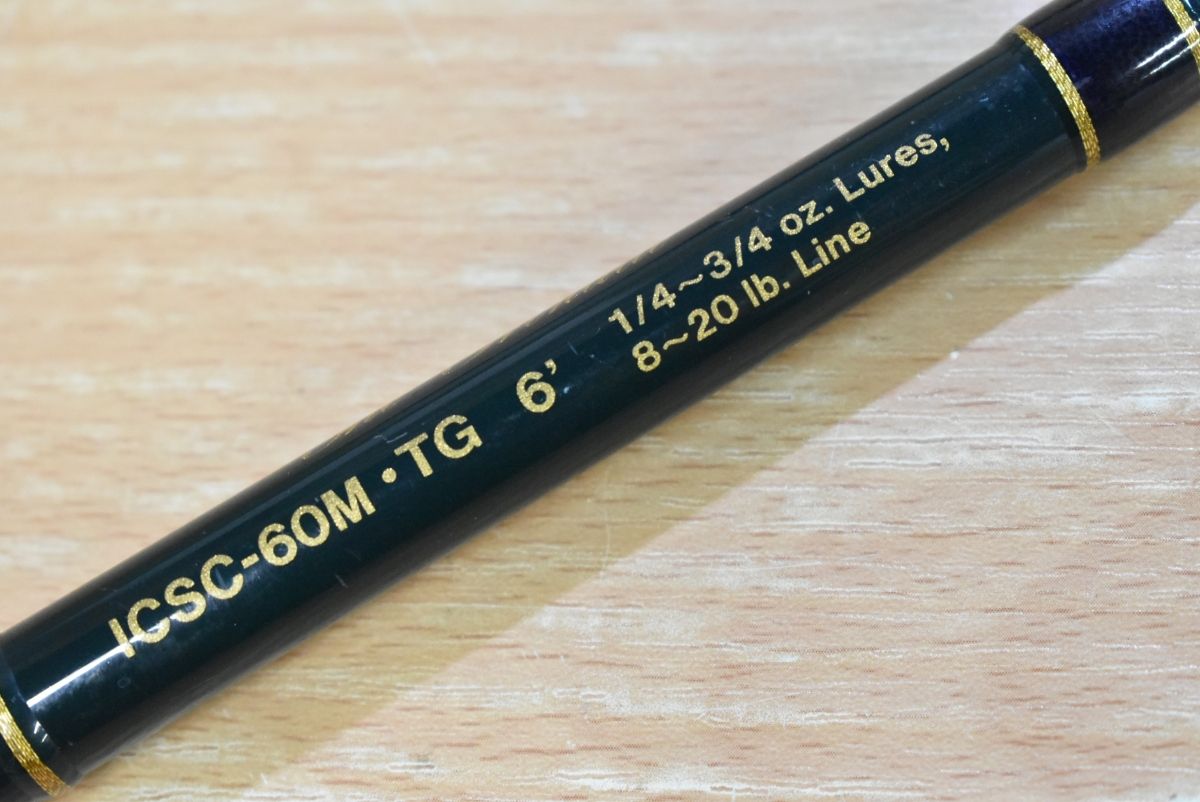 ICSC-60M・TG 6’
1/4~3/4 oz. Lures,
8~20 lb. Line